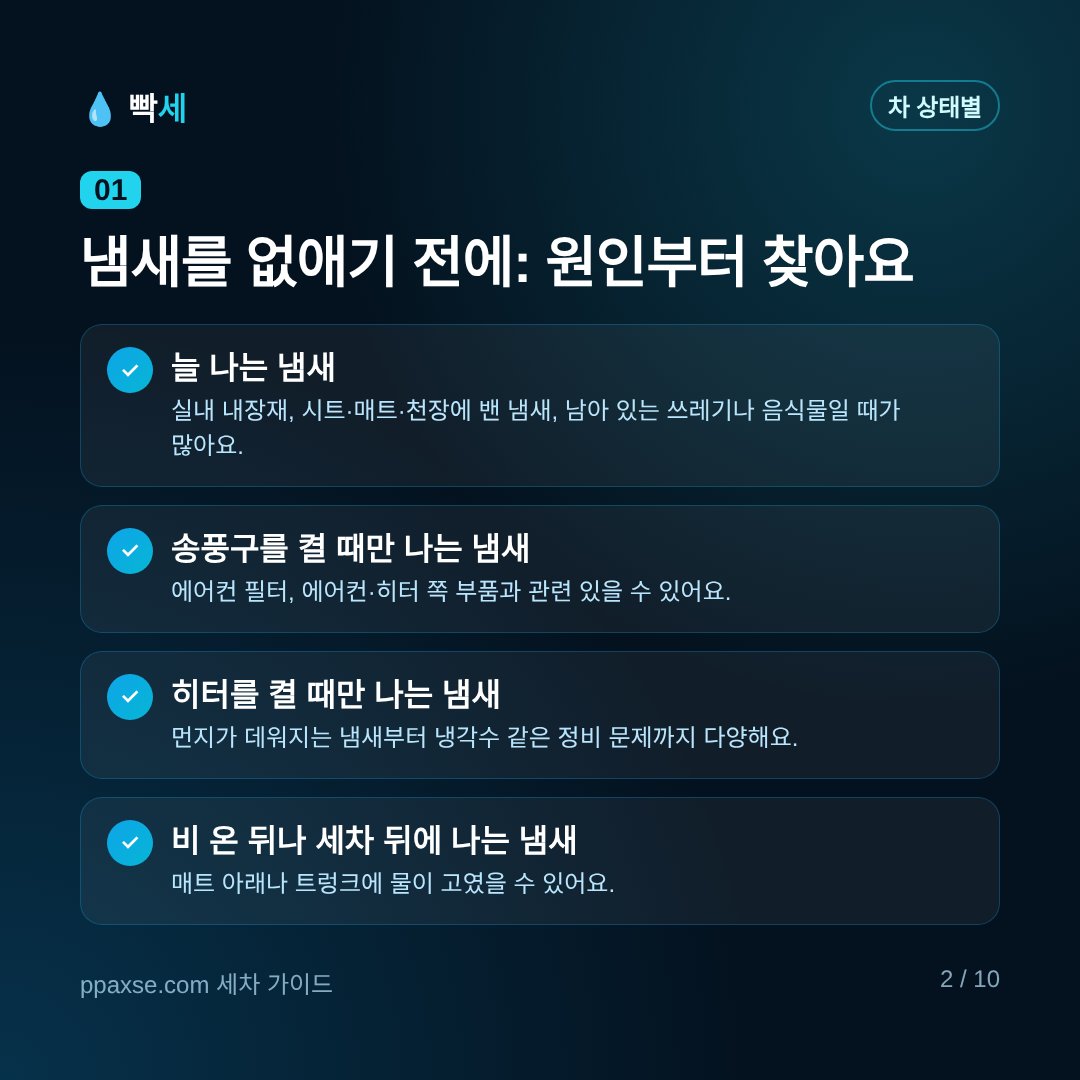 빡세
차 상태별
01
냄새를 없애기 전에: 원인부터 찾아요
늘 나는 냄새
실내 내장재, 시트·매트·천장에 밴 냄새, 남아 있는 쓰레기나 음식물일 때가
많아요.
송풍구를 켤 때만 나는 냄새
에어컨 필터, 에어컨·히터 쪽 부품과 관련 있을 수 있어요.
히터를 켤 때만 나는 냄새
먼지가 데워지는 냄새부터 냉각수 같은 정비 문제까지 다양해요.
비 온 뒤나 세차 뒤에 나는 냄새
매트 아래나 트렁크에 물이 고였을 수 있어요.
ppaxse.com 세차 가이드
2 / 10